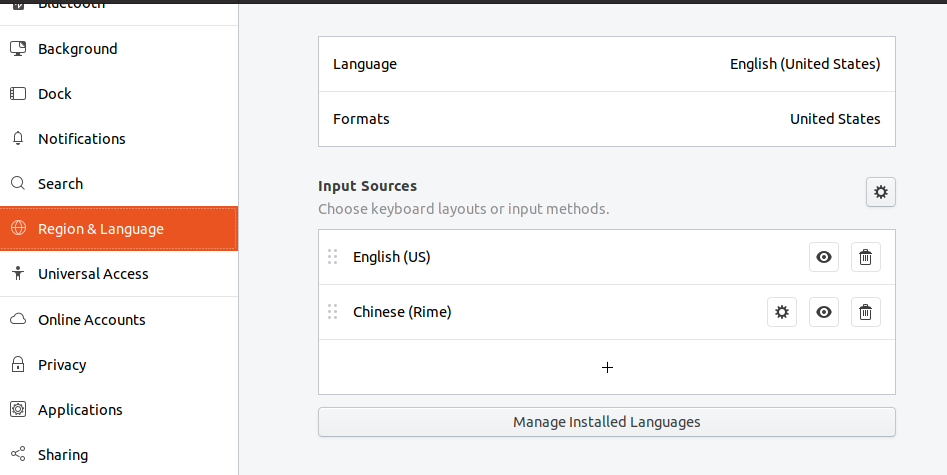 Bluetooth
Background
Dock
Notifications
Search
Region & Language
Universal Access
Online Accounts
Privacy
Applications
Sharing
Language English (United States)
Formats United States
Input Sources
Choose keyboard layouts or input methods.
English (US)
Chinese (Rime)
Manage Installed Languages